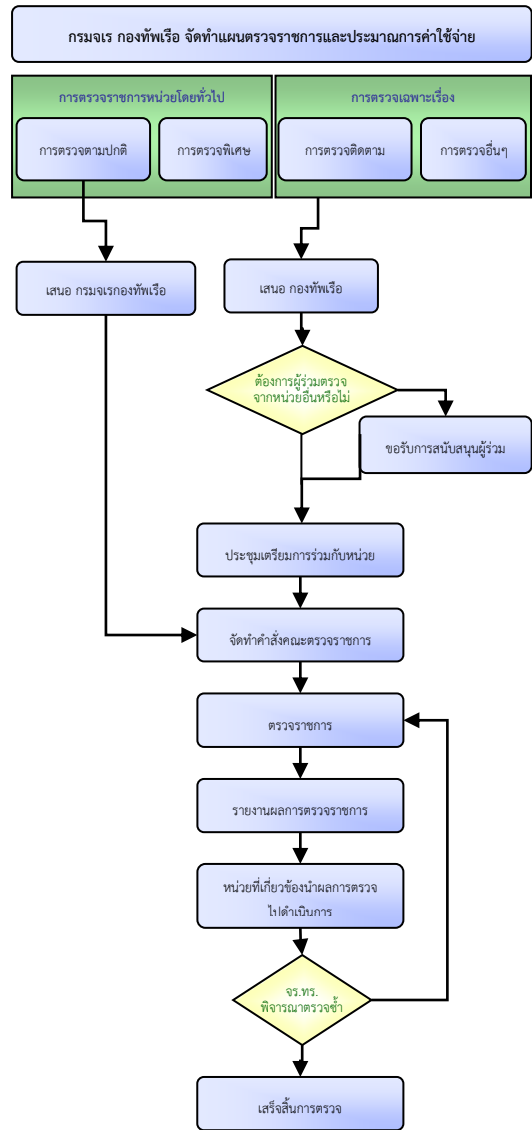 กรมจเร กองทัพเรือ จัดทำแผนตรวจราชการและประมาณการค่าใช้จ่าย
การตรวจราชการหน่วยโดยทั่วไป
การตรวจเฉพาะเรื่อง
การตรวจตามปกติ
การตรวจพิเศษ
การตรวจติดตาม
การตรวจอื่นๆ
เสนอ กรมจเรกองทัพเรือ
เสนอ กองทัพเรือ
ต้องการผู้ร่วมตรวจ
จากหน่วยอื่นหรือไม่
ขอรับการสนับสนุนผู้ร่วม
ประชุมเตรียมการร่วมกับหน่วย
จัดทำคำสั่งคณะตรวจราชการ
ตรวจราชการ
รายงานผลการตรวจราชการ
หน่วยที่เกี่ยวข้องนำผลการตรวจ
ไปดำเนินการ
จร.ทร.
พิจารณาตรวจซ้ำ
เสร็จสิ้นการตรวจ